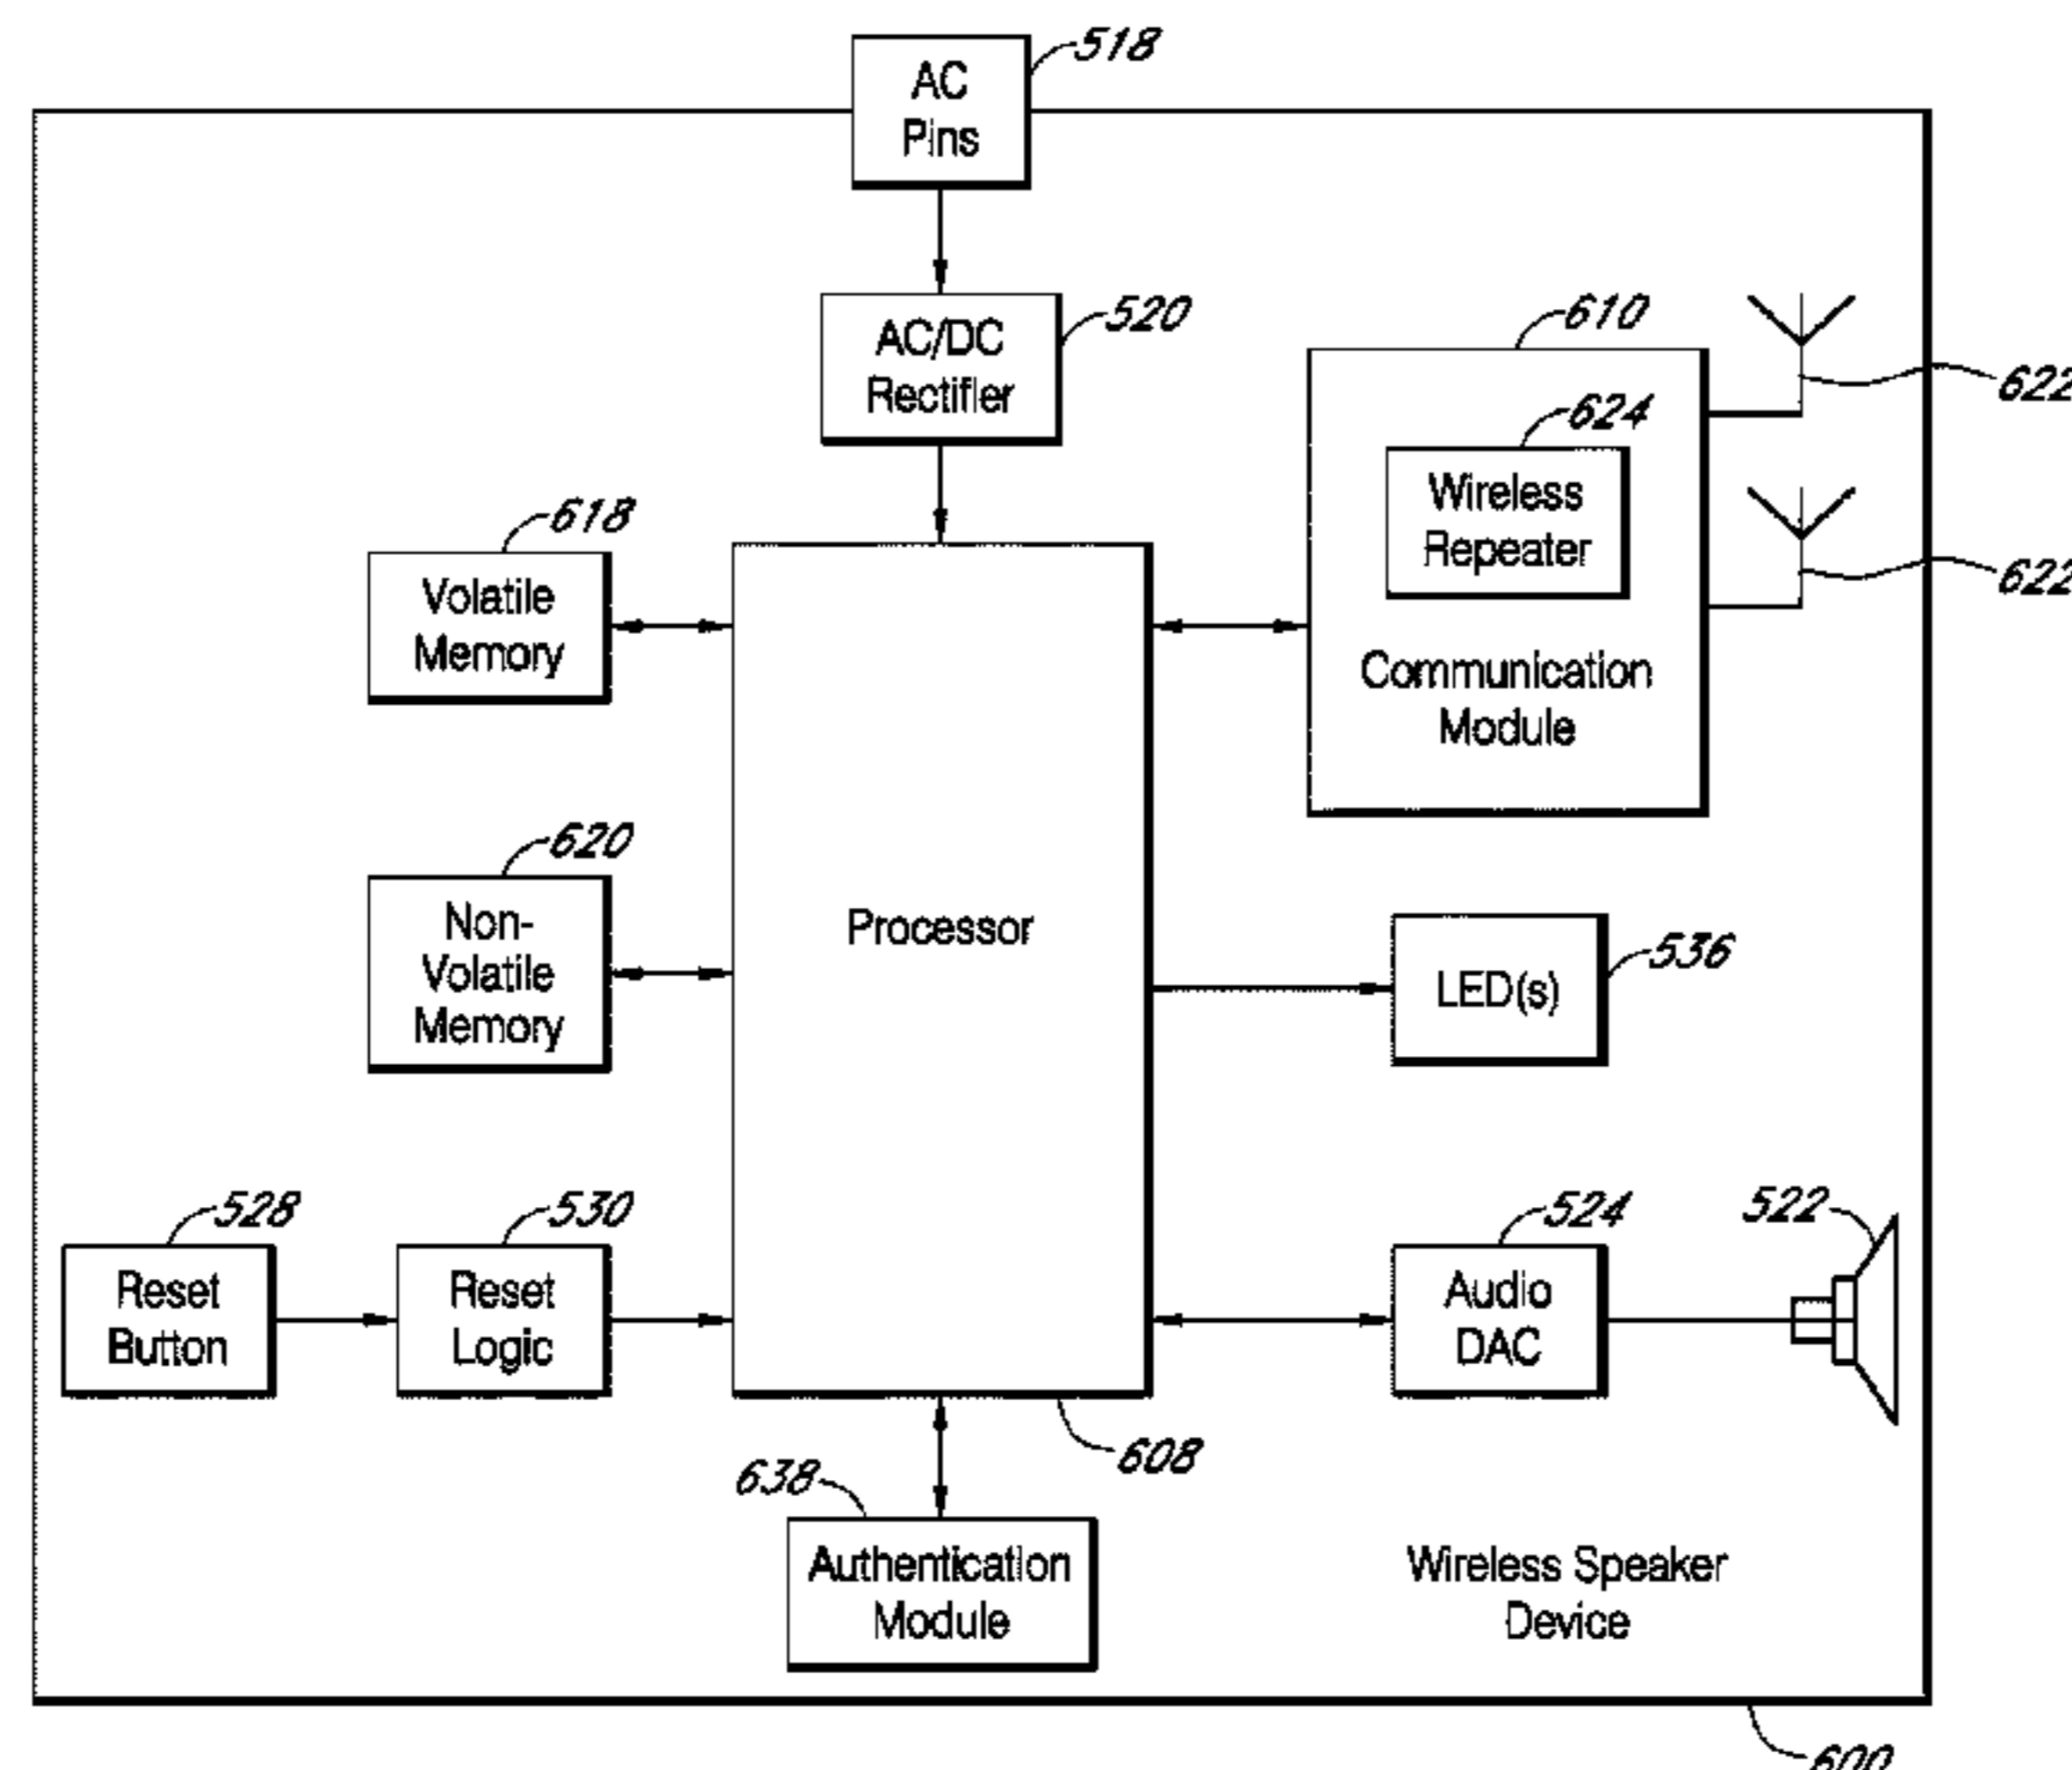 518
AC
Pins
520
AC/DC
Rectifier
610
622
624
Wireless
Repeater
622
Communication
Module
618
Volatile
Memory
620
Non-
Volatile
Memory
Processor
536
LED(s)
528
Reset
Button
530
Reset
Logic
524
Audio
DAC
522
608
638
Authentication
Module
Wireless Speaker
Device
600